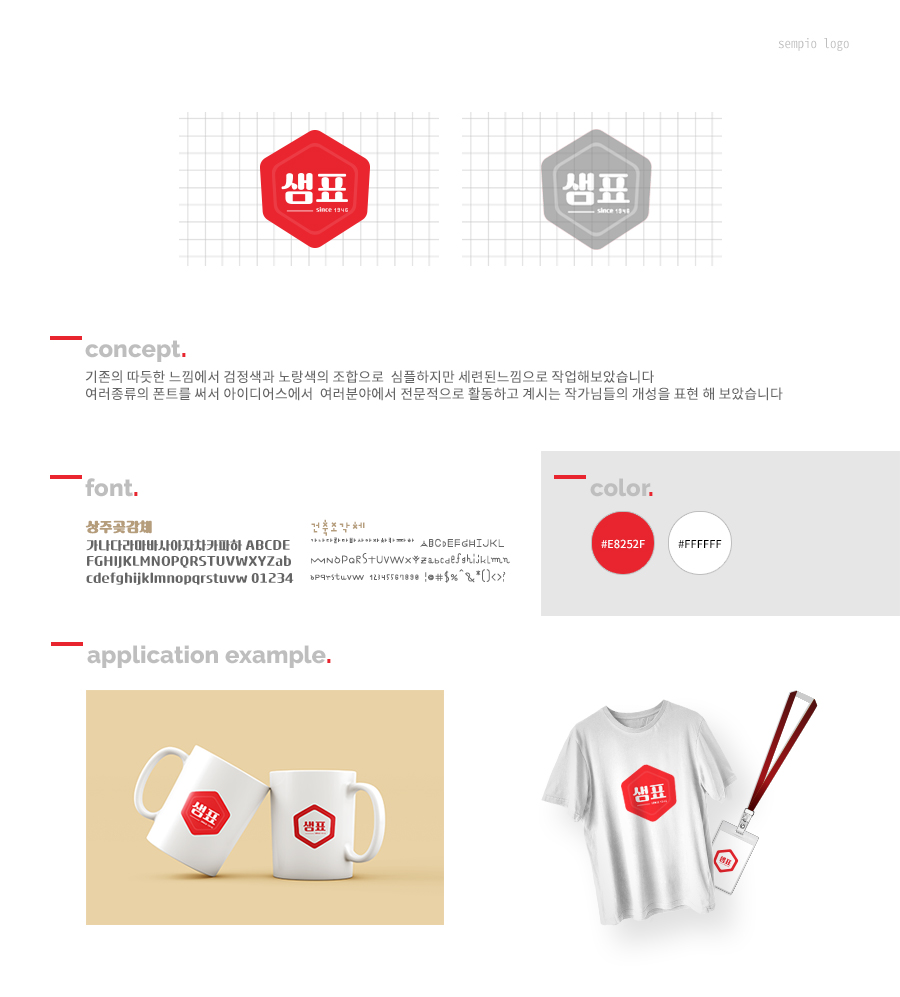 sempio logo
샘표
since 1946
샘표
since 1946
concept.
기존의 따듯한 느낌에서 검정색과 노랑색의 조합으로  심플하지만 세련된느낌으로 작업해보았습니다
여러종류의 폰트를 써서 아이디어스에서  여러분야에서 전문적으로 활동하고 계시는 작가님들의 개성을 표현 해 보았습니다
font.
상주곶감체
가나다라마바사아자차카파하 ABCDE
FGHIJKLMNOPQRSTUVWXYZab
cdefghijklmnopqrstuvw 01234
건축조각체
가나다라마바사아자차카타파하 ABCDEFGHIJKL
MNOPQRSTUVWXYZabcdefghijklmn
opqrstuvww 1234567890 !@#$%^&*()<>!
color.
#E8252F
#FFFFFF
application example.
샘표
샘표
샘표
샘표